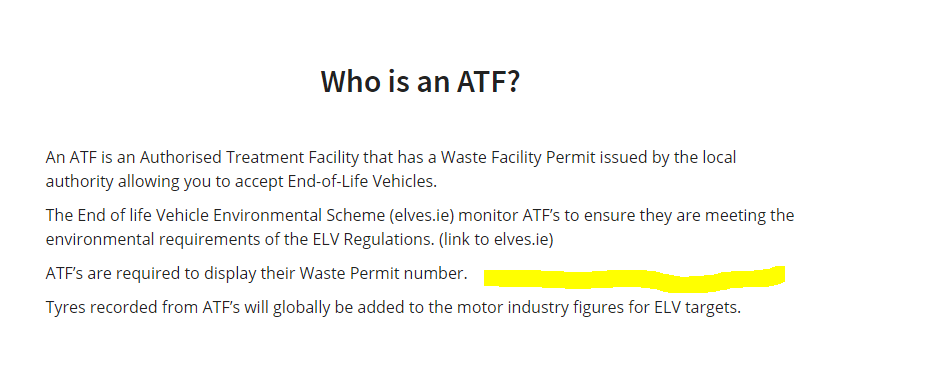 Who is an ATF?
An ATF is an Authorised Treatment Facility that has a Waste Facility Permit issued by the local
authority allowing you to accept End-of-Life Vehicles.
The End of life Vehicle Environmental Scheme (elves.ie) monitor ATF’s to ensure they are meeting the
environmental requirements of the ELV Regulations. (link to elves.ie)
ATF’s are required to display their Waste Permit number.
Tyres recorded from ATF’s will globally be added to the motor industry figures for ELV targets.